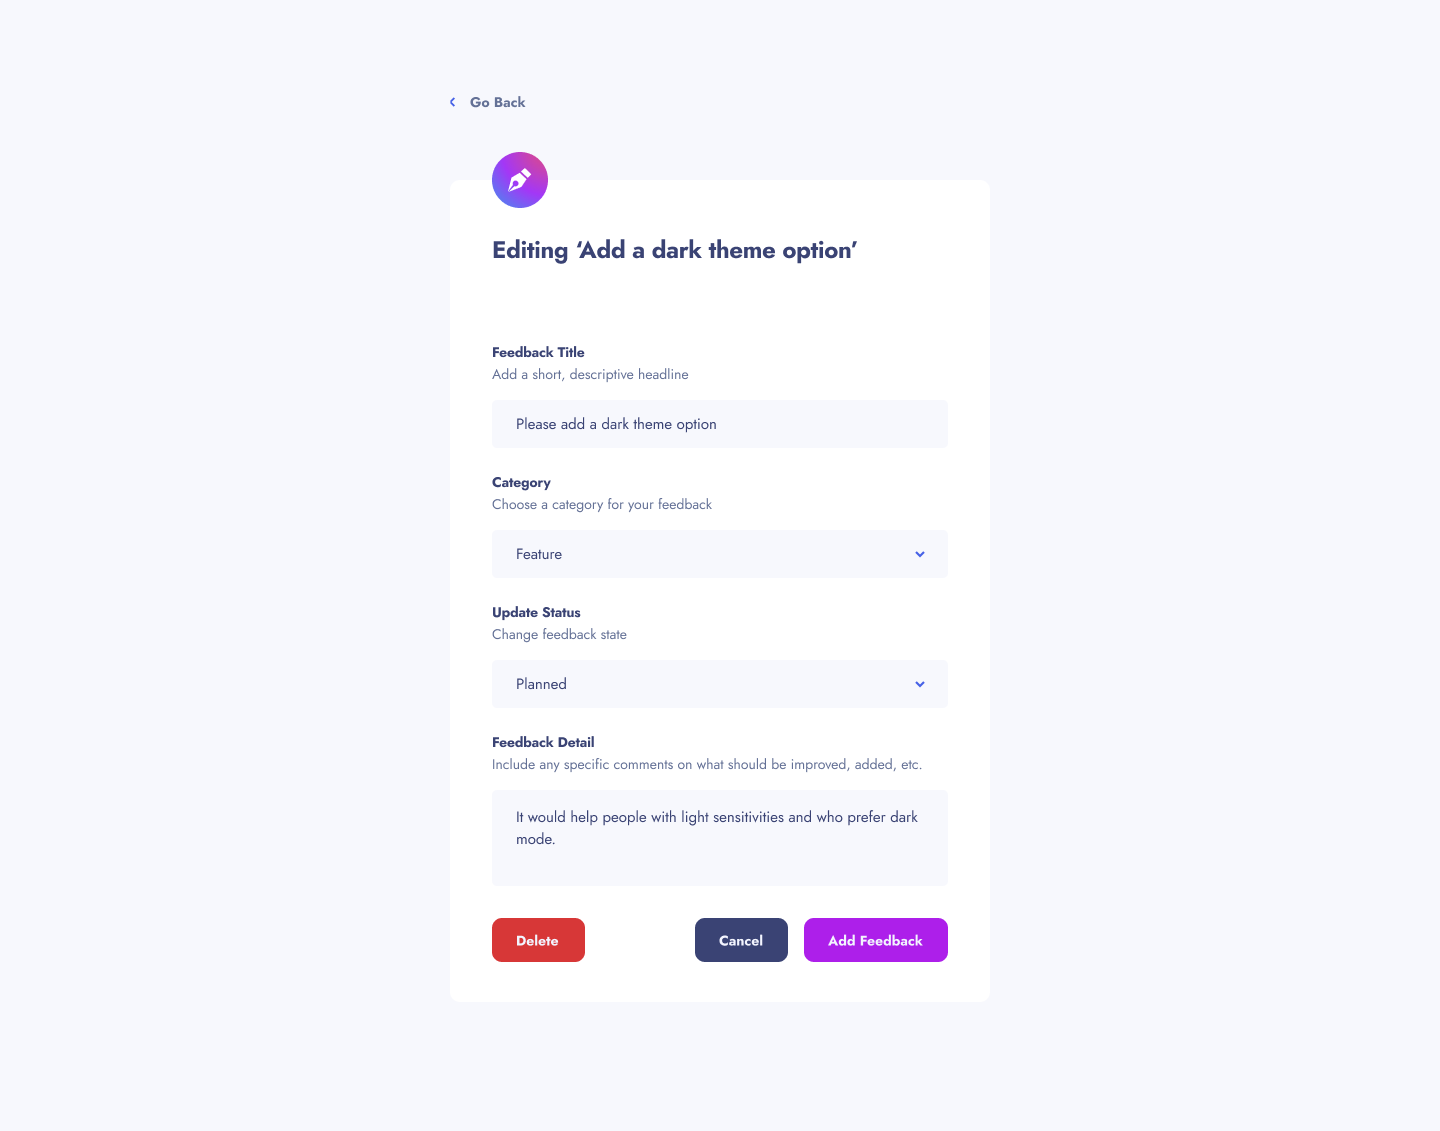 Go Back
Editing ‘Add a dark theme option’
Feedback Title
Add a short, descriptive headline
Please add a dark theme option
Category
Choose a category for your feedback
Feature
Update Status
Change feedback state
Planned
Feedback Detail
Include any specific comments on what should be improved, added, etc.
It would help people with light sensitivities and who prefer dark
mode.
Delete
Cancel
Add Feedback